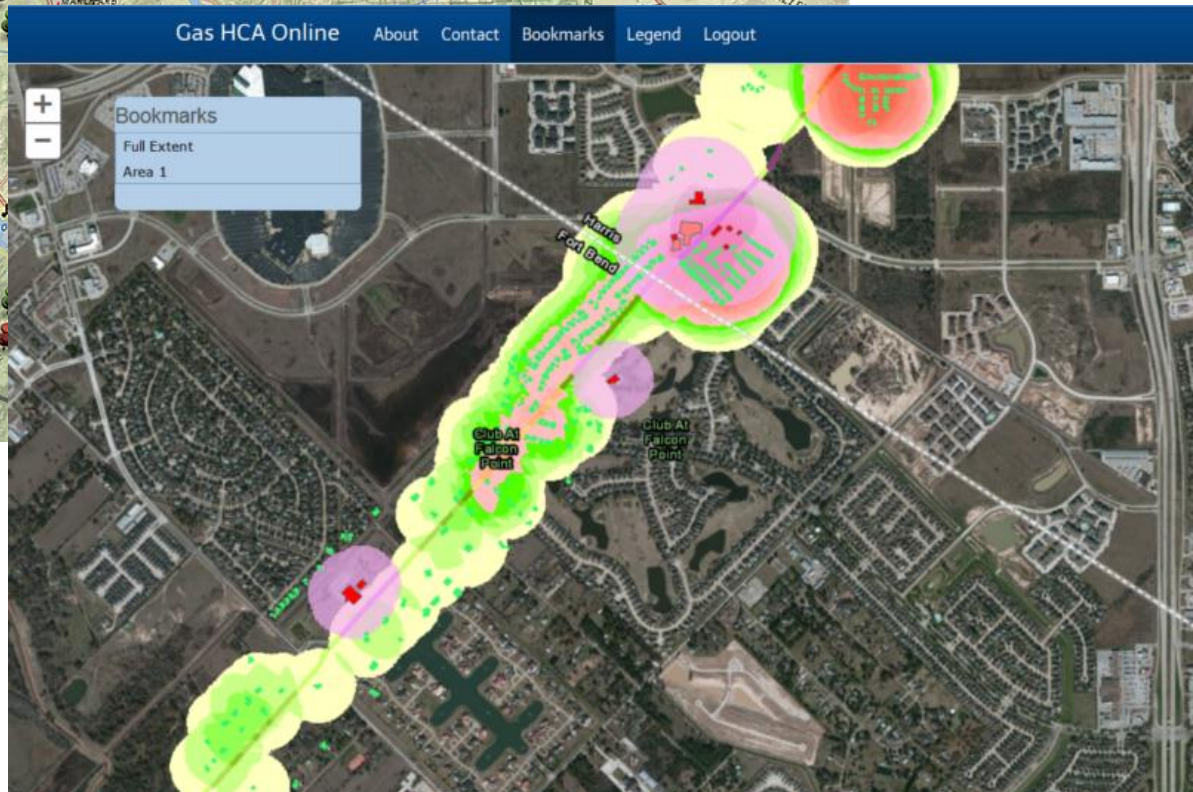 Gas HCA Online About Contact Bookmarks Legend Logout
+
Bookmarks
−
Full Extent
Area 1
Harris
Fort Bend
Club At
Falcon
Point
Club At
Falcon
Point